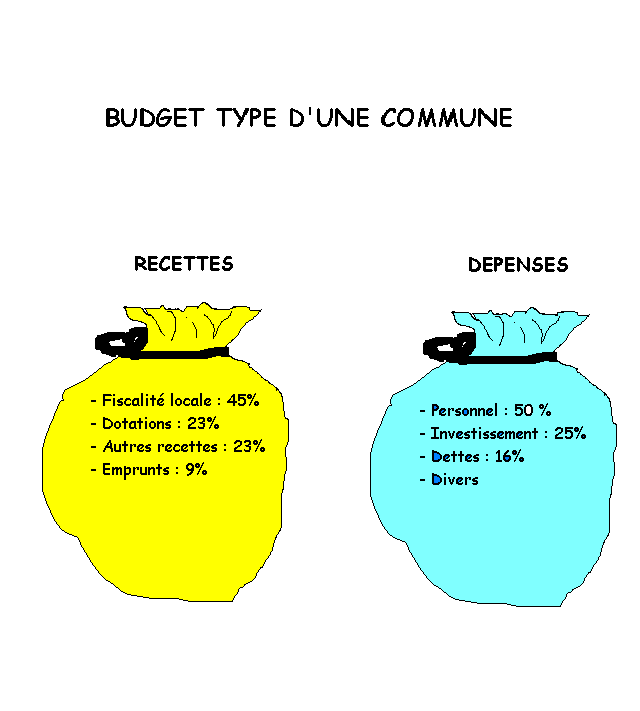 BUDGET TYPE D'UNE COMMUNE
RECETTES
- Fiscalité locale : 45%
- Dotations : 23%
- Autres recettes : 23%
- Emprunts : 9%
DEPENSES
- Personnel : 50 %
- Investissement : 25%
- Dettes : 16%
- Divers